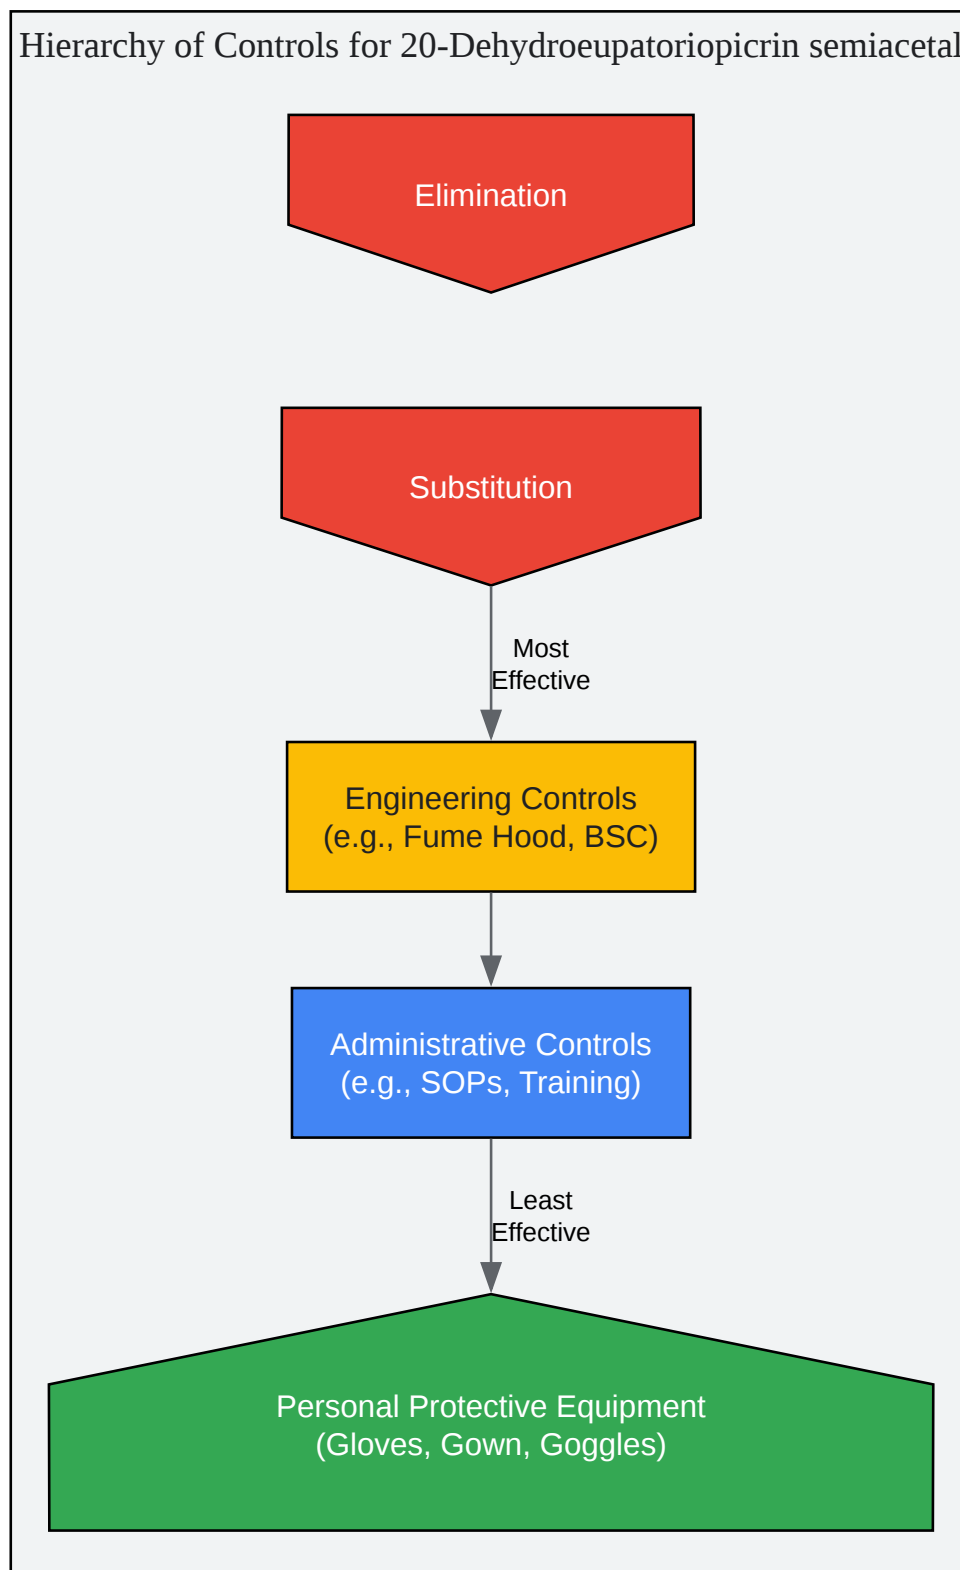 Hierarchy of Controls for 20-Dehydroeupatoriopicrin semiacetal
Elimination
Substitution
Most
Effective
Engineering Controls
(e.g., Fume Hood, BSC)
Administrative Controls
(e.g., SOPs, Training)
Least
Effective
Personal Protective Equipment
(Gloves, Gown, Goggles)